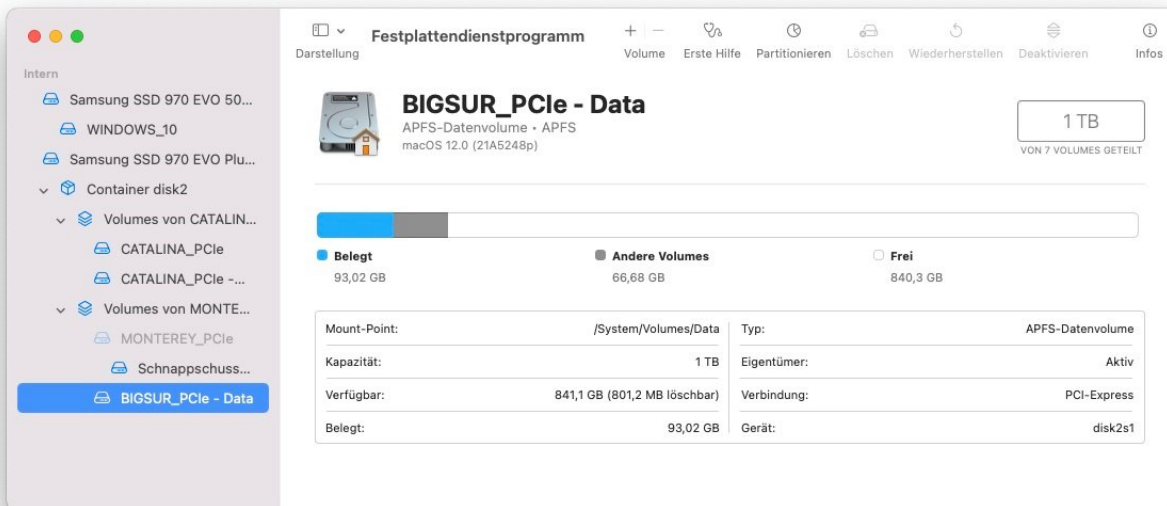 Darstellung
Festplattendienstprogramm
Volume
Erste Hilfe
Partitionieren
Löschen
Wiederherstellen
Deaktivieren
Infos
Intern
Samsung SSD 970 EVO 50...
WINDOWS_10
Samsung SSD 970 EVO Plu...
Container disk2
Volumes von CATALIN...
CATALINA_PCIe
CATALINA_PCIe -...
Volumes von MONTE...
MONTEREY_PCIe
Schnappschuss...
BIGSUR_PCIe - Data
BIGSUR_PCIe - Data
APFS-Datenvolume • APFS
macOS 12.0 (21A5248p)
1 TB
VON 7 VOLUMES GETEILT
Belegt
93,02 GB
Andere Volumes
66,68 GB
Frei
840,3 GB
Mount-Point: /System/Volumes/Data
Kapazität: 1 TB
Verfügbar: 841,1 GB (801,2 MB löschbar)
Belegt: 93,02 GB
Typ: APFS-Datenvolume
Eigentümer: Aktiv
Verbindung: PCI-Express
Gerät: disk2s1